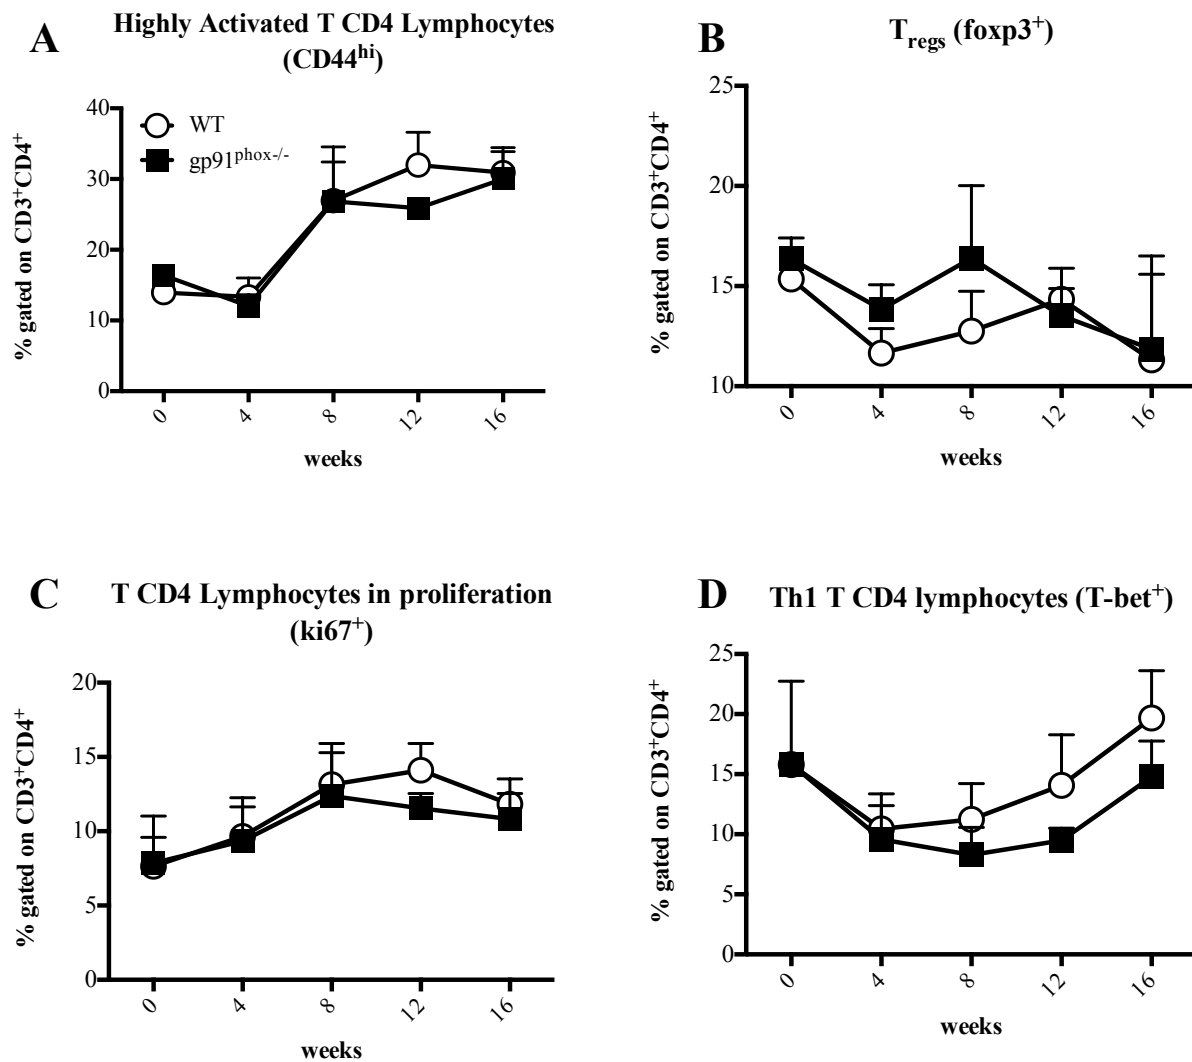 A
Highly Activated T CD4 Lymphocytes
(CD44hi)
% gated on CD3+CD4+
40
30
20
10
0
WT
gp91phox-/-
0 4 8 12 16
weeks
B
Tregs (foxp3+)
% gated on CD3+CD4+
25
20
15
10
0 4 8 12 16
weeks
C
T CD4 Lymphocytes in proliferation
(ki67+)
% gated on CD3+CD4+
20
15
10
5
0
0 4 8 12 16
weeks
D
Th1 T CD4 lymphocytes (T-bet+)
% gated on CD3+CD4+
25
20
15
10
5
0
0 4 8 12 16
weeks